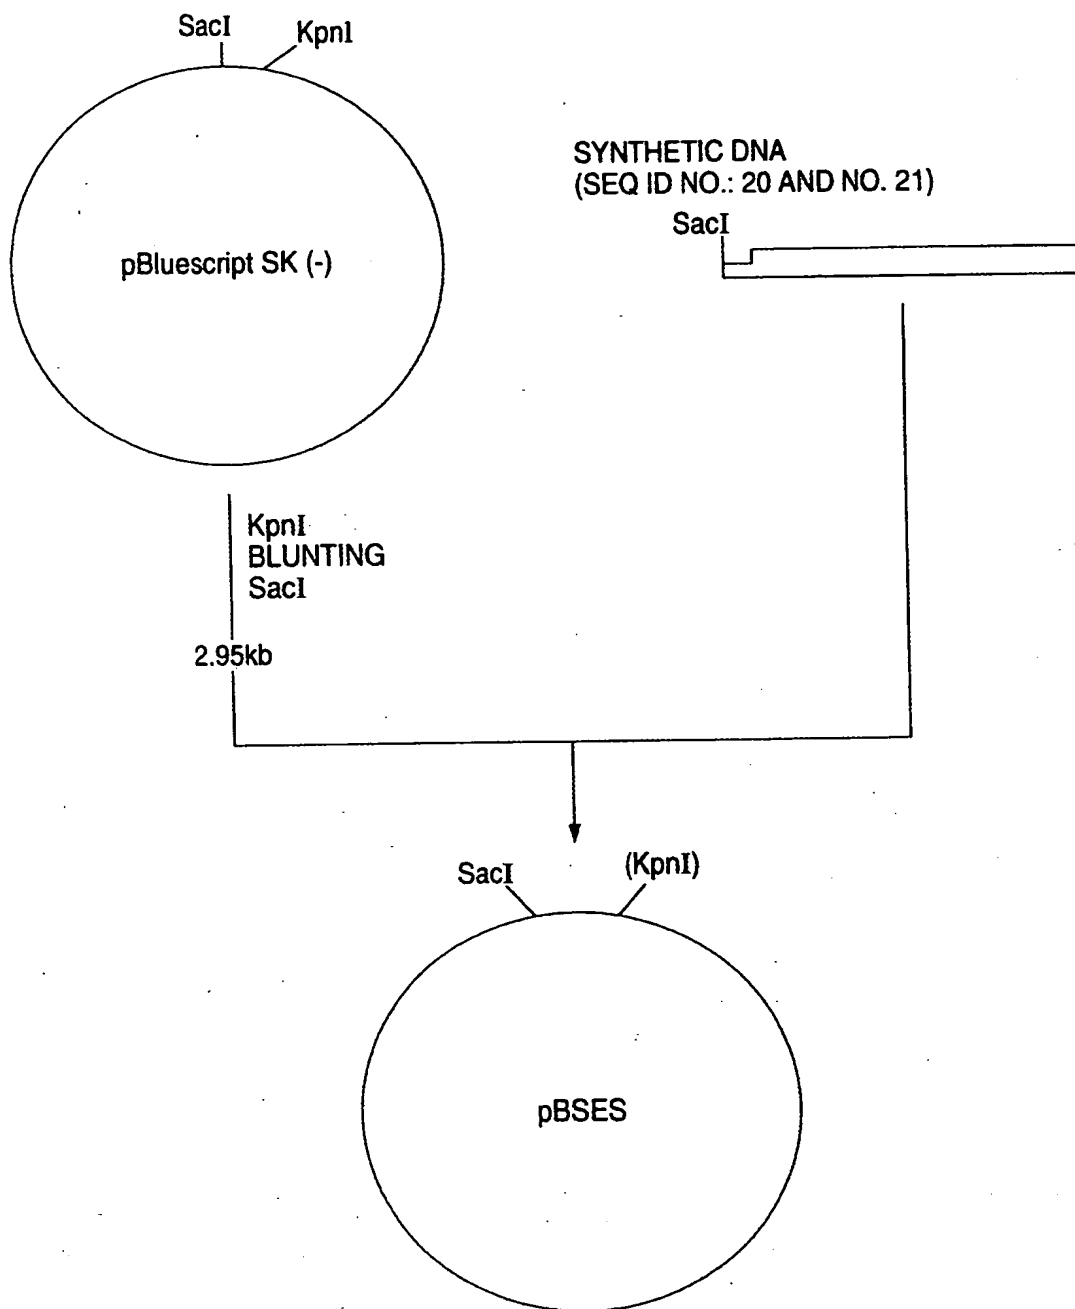 SacI
KpnI
pBluescript SK (-)
SYNTHETIC DNA
(SEQ ID NO.: 20 AND NO. 21)
SacI
KpnI
BLUNTING
SacI
2.95kb
SacI
(KpnI)
pBSES